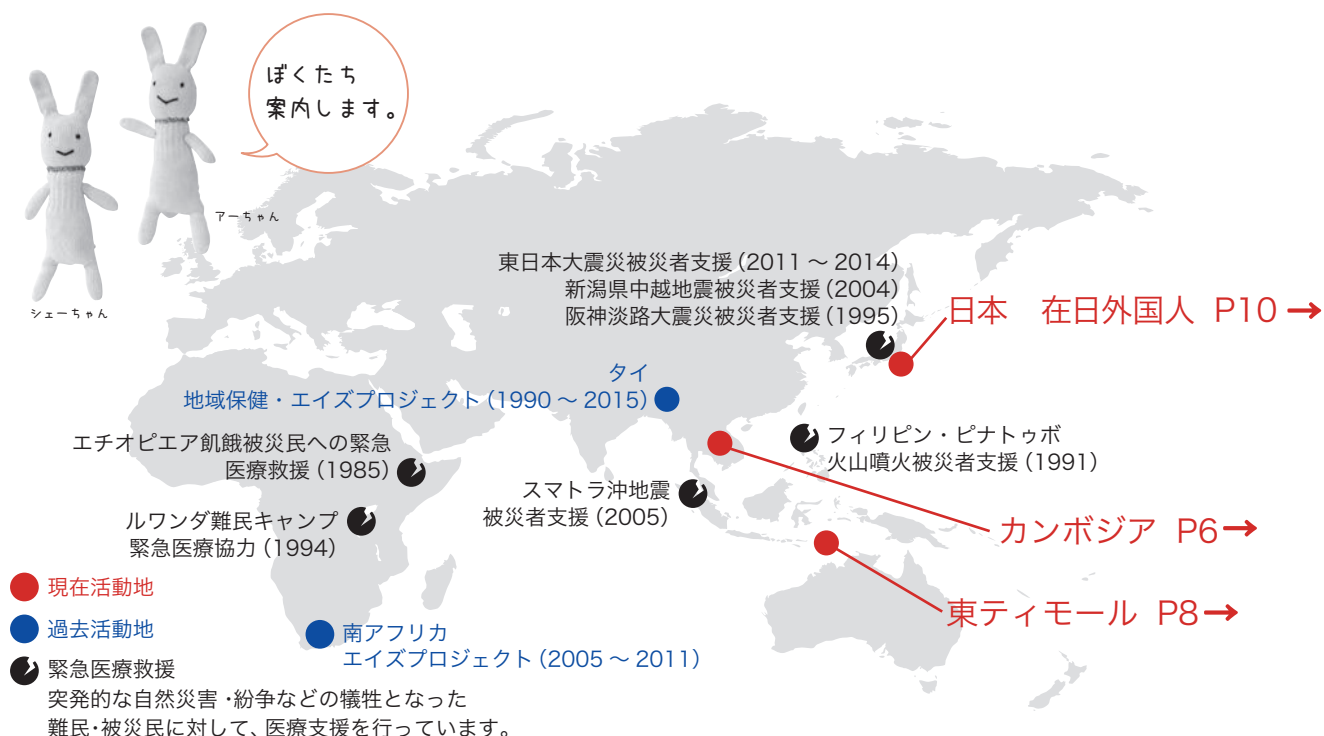 ぼくたち
案内します。
アーちゃん
シェーちゃん
東日本大震災被災者支援（2011 〜 2014）
新潟県中越地震被災者支援（2004）
阪神淡路大震災被災者支援（1995）
日本　在日外国人 P10 →
タイ
地域保健・エイズプロジェクト（1990 〜 2015）
エチオピエア飢餓被災民への緊急
医療救援（1985）
フィリピン・ピナトゥボ
火山噴火被災者支援（1991）
スマトラ沖地震
被災者支援（2005）
ルワンダ難民キャンプ
緊急医療協力（1994）
カンボジア P6→
東ティモール P8→
現在活動地
過去活動地
南アフリカ
エイズプロジェクト（2005 〜 2011）
緊急医療救援
突発的な自然災害・紛争などの犠牲となった
難民・被災民に対して、医療支援を行っています。